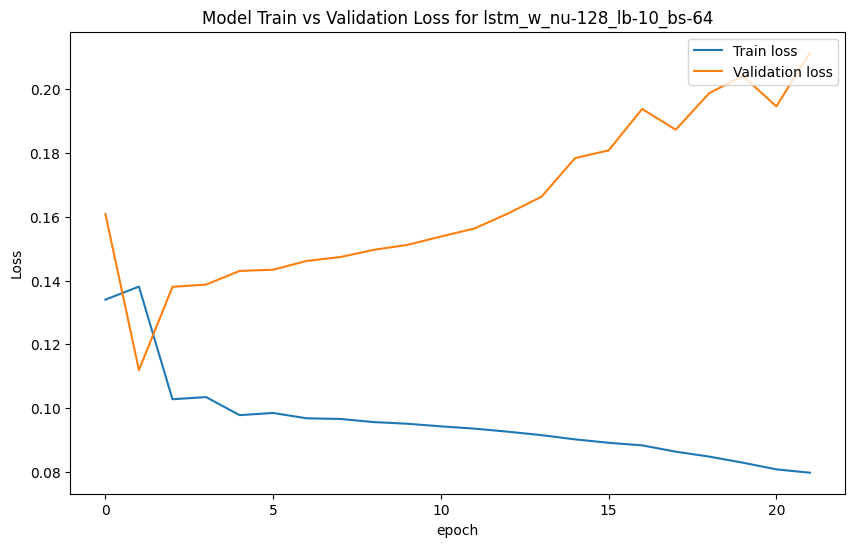 Model Train vs Validation Loss for lstm_w_nu-128_lb-10_bs-64
Train loss
Validation loss
0.20
0.18
0.16
0.14
0.12
0.10
0.08
Loss
0 5 10 15 20
epoch